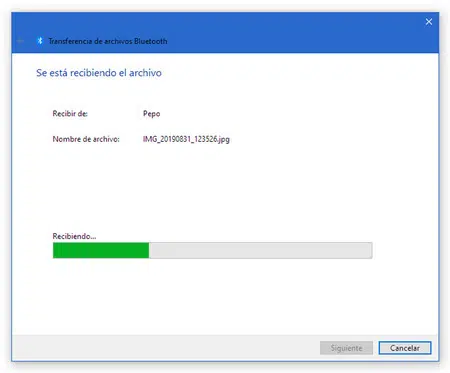 Transferencia de archivos Bluetooth
Se está recibiendo el archivo
Recibir de: Pepo
Nombre de archivo: IMG_20190831_123526.jpg
Recibiendo...
Siguiente Cancelar